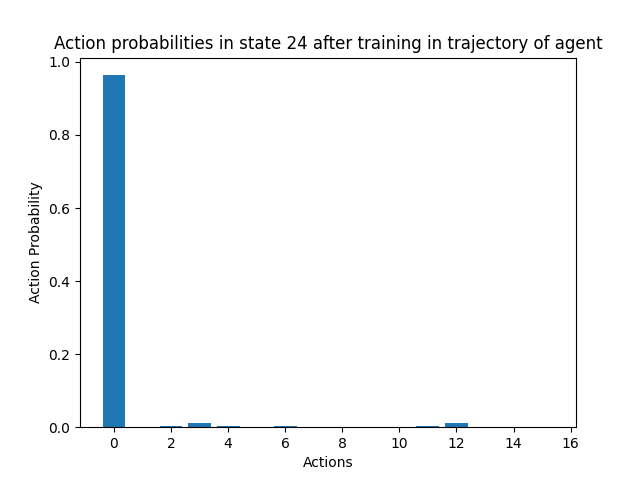 Action probabilities in state 24 after training in trajectory of agent
1.0
0.8
0.6
0.4
0.2
0.0
Action Probability
0 2 4 6 8 10 12 14 16
Actions